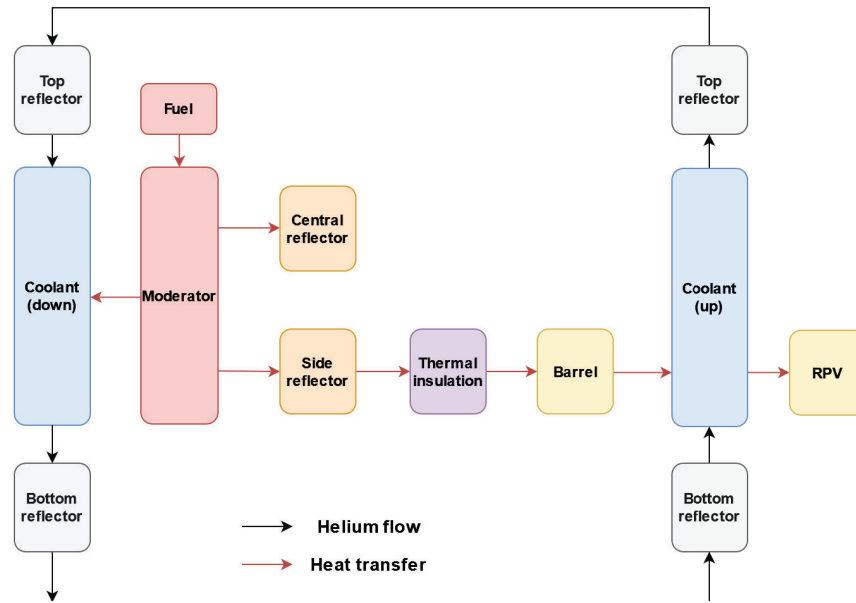 Top
reflector
Fuel
Top
reflector
Central
reflector
Coolant
(down)
Moderator
Coolant
(up)
Side
reflector
Thermal
insulation
Barrel
RPV
Bottom
reflector
Bottom
reflector
Helium flow
Heat transfer